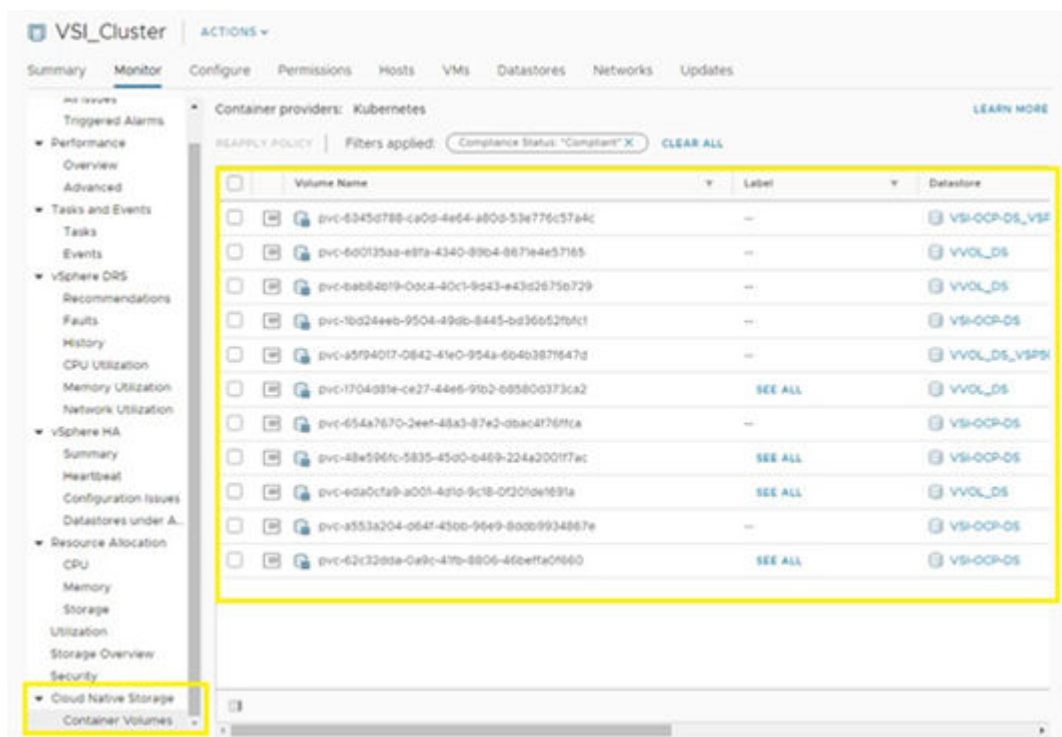 VSI_Cluster ACTIONS
Summary Monitor Configure Permissions Hosts VMs Datastores Networks Updates
All Issues
Triggered Alarms
Performance
Overview
Advanced
Tasks and Events
Tasks
Events
vSphere DRS
Recommendations
Faults
History
CPU Utilization
Memory Utilization
Network Utilization
vSphere HA
Summary
Heartbeat
Configuration Issues
Datastores under A..
Resource Allocation
CPU
Memory
Storage
Utilization
Storage Overview
Security
Cloud Native Storage
Container Volumes
Container providers: Kubernetes LEARN MORE
REAPPLY POLICY Filters applied: Compliance Status: "Compliant" X CLEAR ALL
Volume Name Label Datastore
pvc-6345d788-ca0d-4e64-a80d-53e776c57a4c -- VSI-OCP-DS_VSP
pvc-6d0135aa-e8fa-4340-89b4-8671e4e57165 -- VVOL_DS
pvc-bab84b19-0dc4-40c1-9d43-e43d2675b729 -- VVOL_DS
pvc-1bd24eeb-9504-49db-8445-bd36b52fbfc1 -- VSI-OCP-DS
pvc-a5f94017-0842-41e0-954a-6b4b387f647d -- VVOL_DS_VSP5
pvc-1704d81e-ce27-44e6-91b2-b8580d373ca2 SEE ALL VVOL_DS
pvc-654a7670-2eef-48a3-87e2-dbac4f76ffca -- VSI-OCP-DS
pvc-48e596fc-5835-45d0-b469-224a2001f7ac SEE ALL VSI-OCP-DS
pvc-eda0cfa9-a001-4d1d-9c18-0f201de1691a SEE ALL VVOL_DS
pvc-a553a204-d64f-45bb-96e9-8ddb9934867e -- VSI-OCP-DS
pvc-62c32dda-0a9c-41fb-8806-46beffa0f660 SEE ALL VSI-OCP-DS